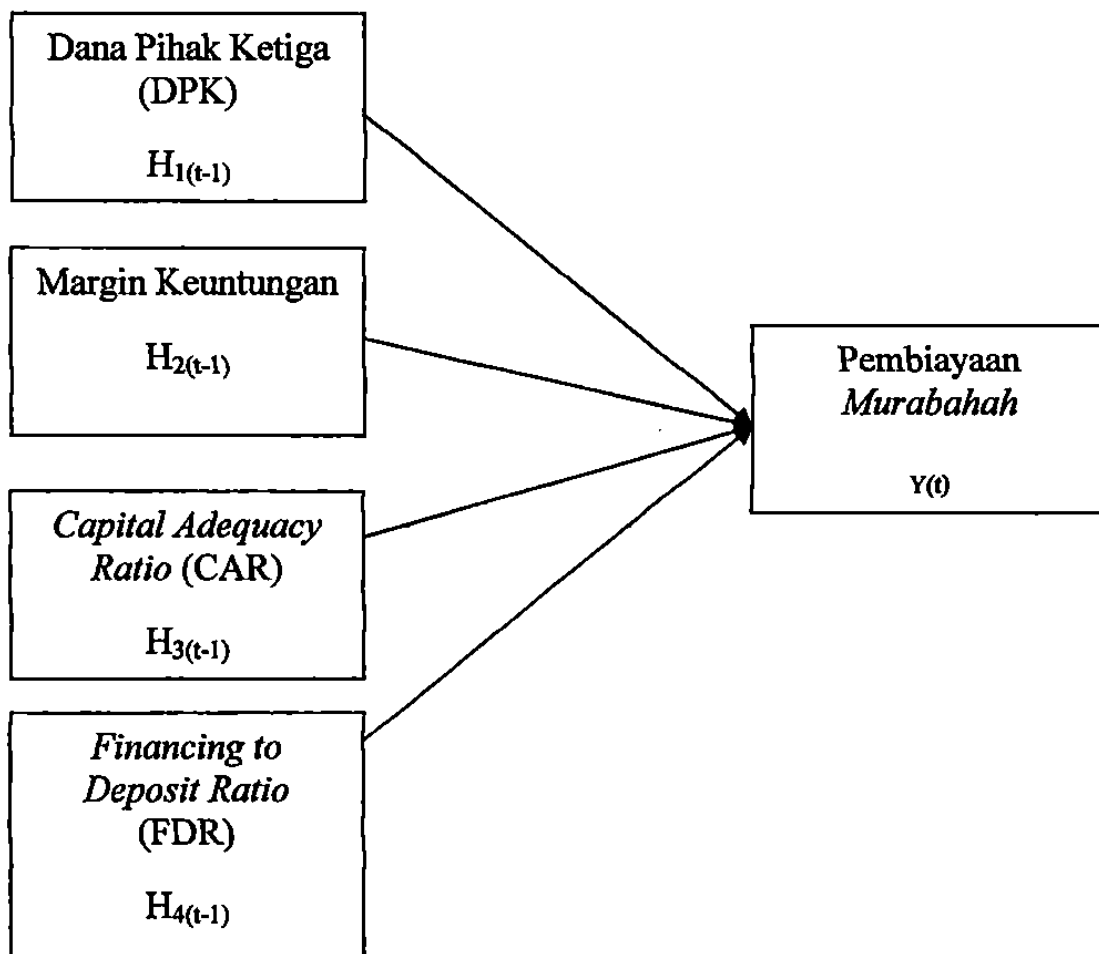 Dana Pihak Ketiga
(DPK)
H1(t-1)
Margin Keuntungan
H2(t-1)
Capital Adequacy
Ratio (CAR)
H3(t-1)
Financing to
Deposit Ratio
(FDR)
H4(t-1)
Pembiayaan
Murabahah
Y(t)